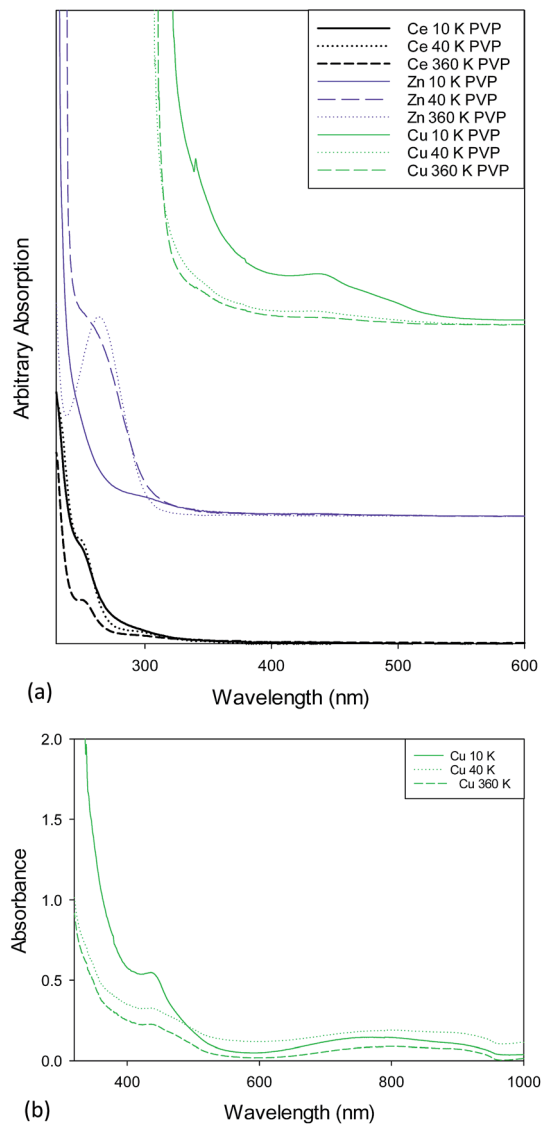 Ce 10 K PVP
Ce 40 K PVP
Ce 360 K PVP
Zn 10 K PVP
Zn 40 K PVP
Zn 360 K PVP
Cu 10 K PVP
Cu 40 K PVP
Cu 360 K PVP
Arbitrary Absorption
300 400 500 600
Wavelength (nm)
(a)
Cu 10 K
Cu 40 K
Cu 360 K
2.0
1.5
1.0
0.5
0.0
Absorbance
400 600 800 1000
Wavelength (nm)
(b)